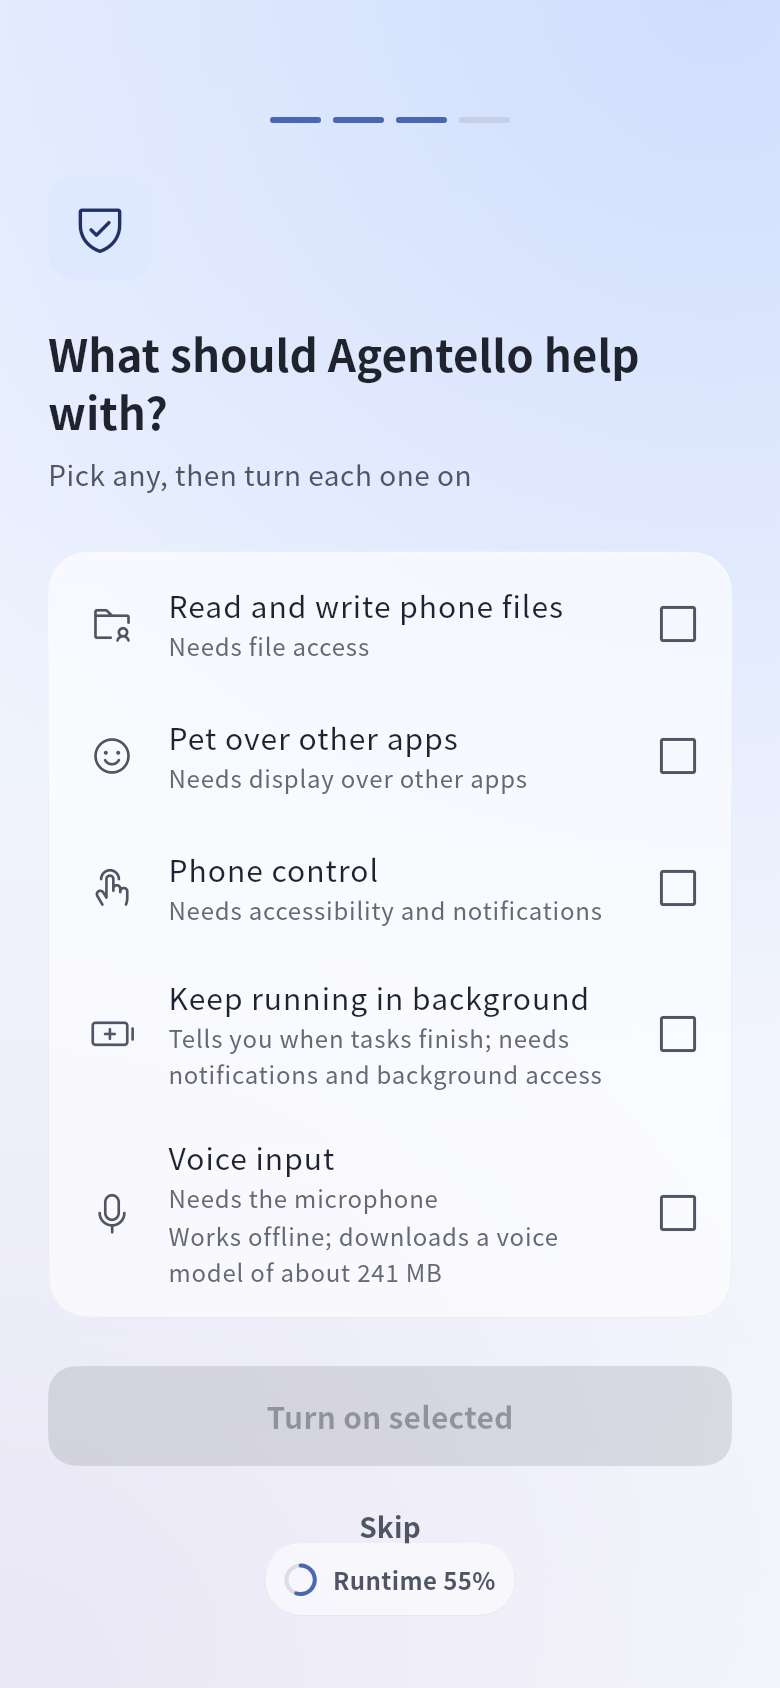 What should Agentello help
with?
Pick any, then turn each one on
Read and write phone files
Needs file access
Pet over other apps
Needs display over other apps
Phone control
Needs accessibility and notifications
Keep running in background
Tells you when tasks finish; needs
notifications and background access
Voice input
Needs the microphone
Works offline; downloads a voice
model of about 241 MB
Turn on selected
Skip
Runtime 55%